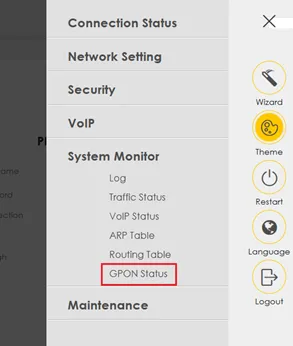 Connection Status
Network Setting
Security
VoIP
System Monitor
Log
Traffic Status
VoIP Status
ARP Table
Routing Table
GPON Status
Maintenance
Wizard
Theme
Restart
Language
Logout